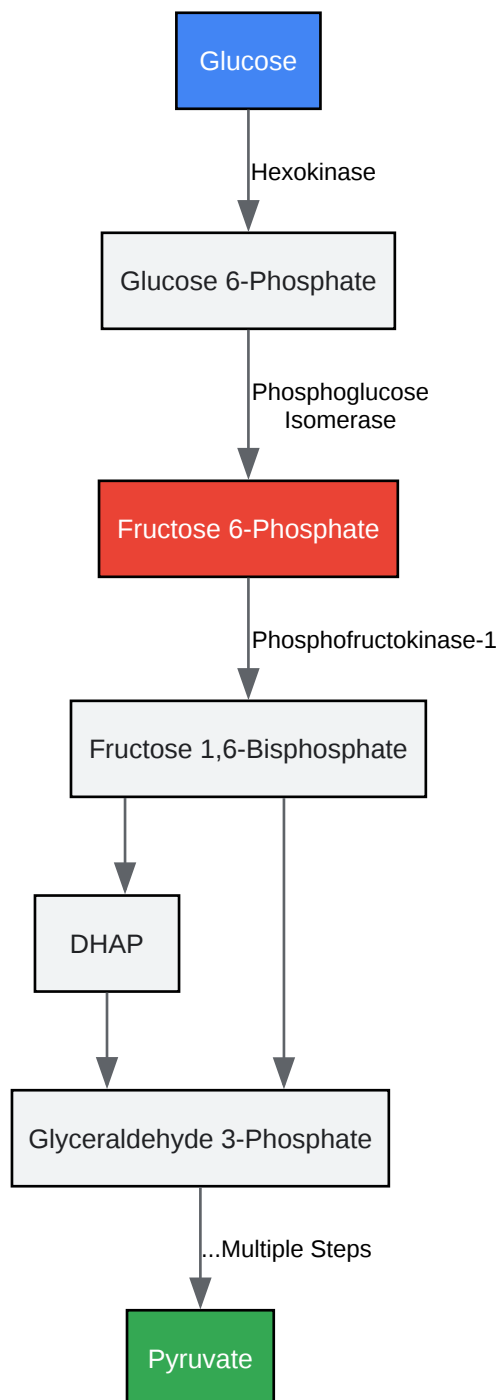 Glucose
Hexokinase
Glucose 6-Phosphate
Phosphoglucose
Isomerase
Fructose 6-Phosphate
Phosphofructokinase-1
Fructose 1,6-Bisphosphate
DHAP
Glyceraldehyde 3-Phosphate
...Multiple Steps
Pyruvate